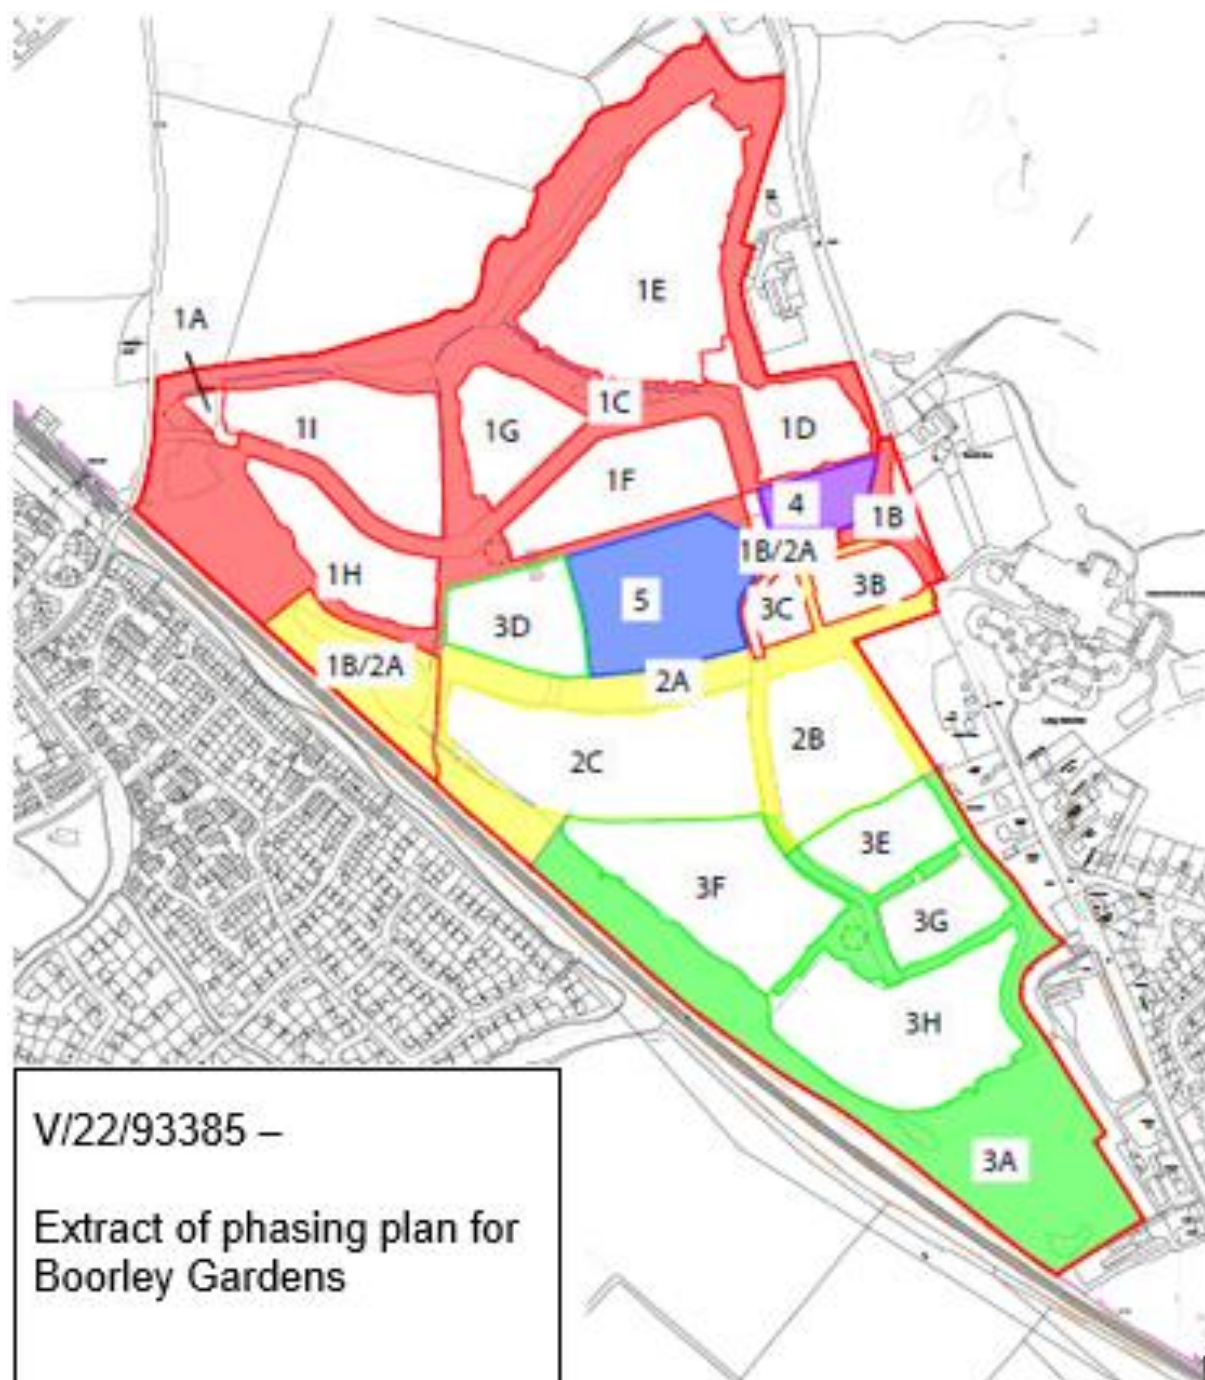 1E
1A
1C
1I
1G
1D
1F
4
1B
1B/2A
1H
5
3B
3C
3D
1B/2A
2A
2B
2C
3E
3F
3G
3H
3A
V/22/93385 –
Extract of phasing plan for
Boorley Gardens